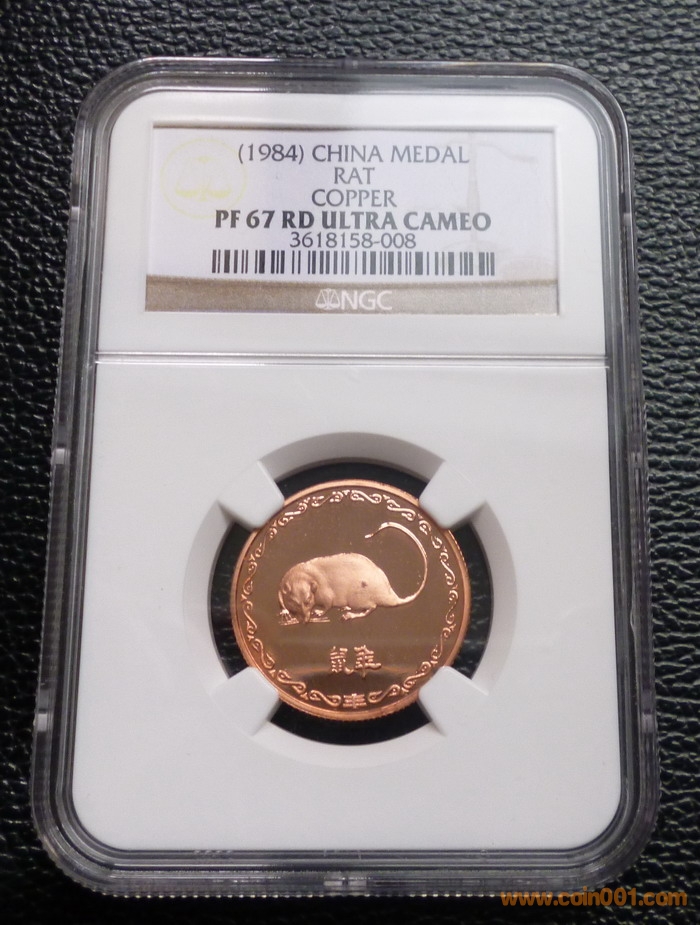 (1984) CHINA MEDAL
RAT
COPPER
PF 67 RD ULTRA CAMEO
3618158-008
NGC
鼠年
www.coin001.com